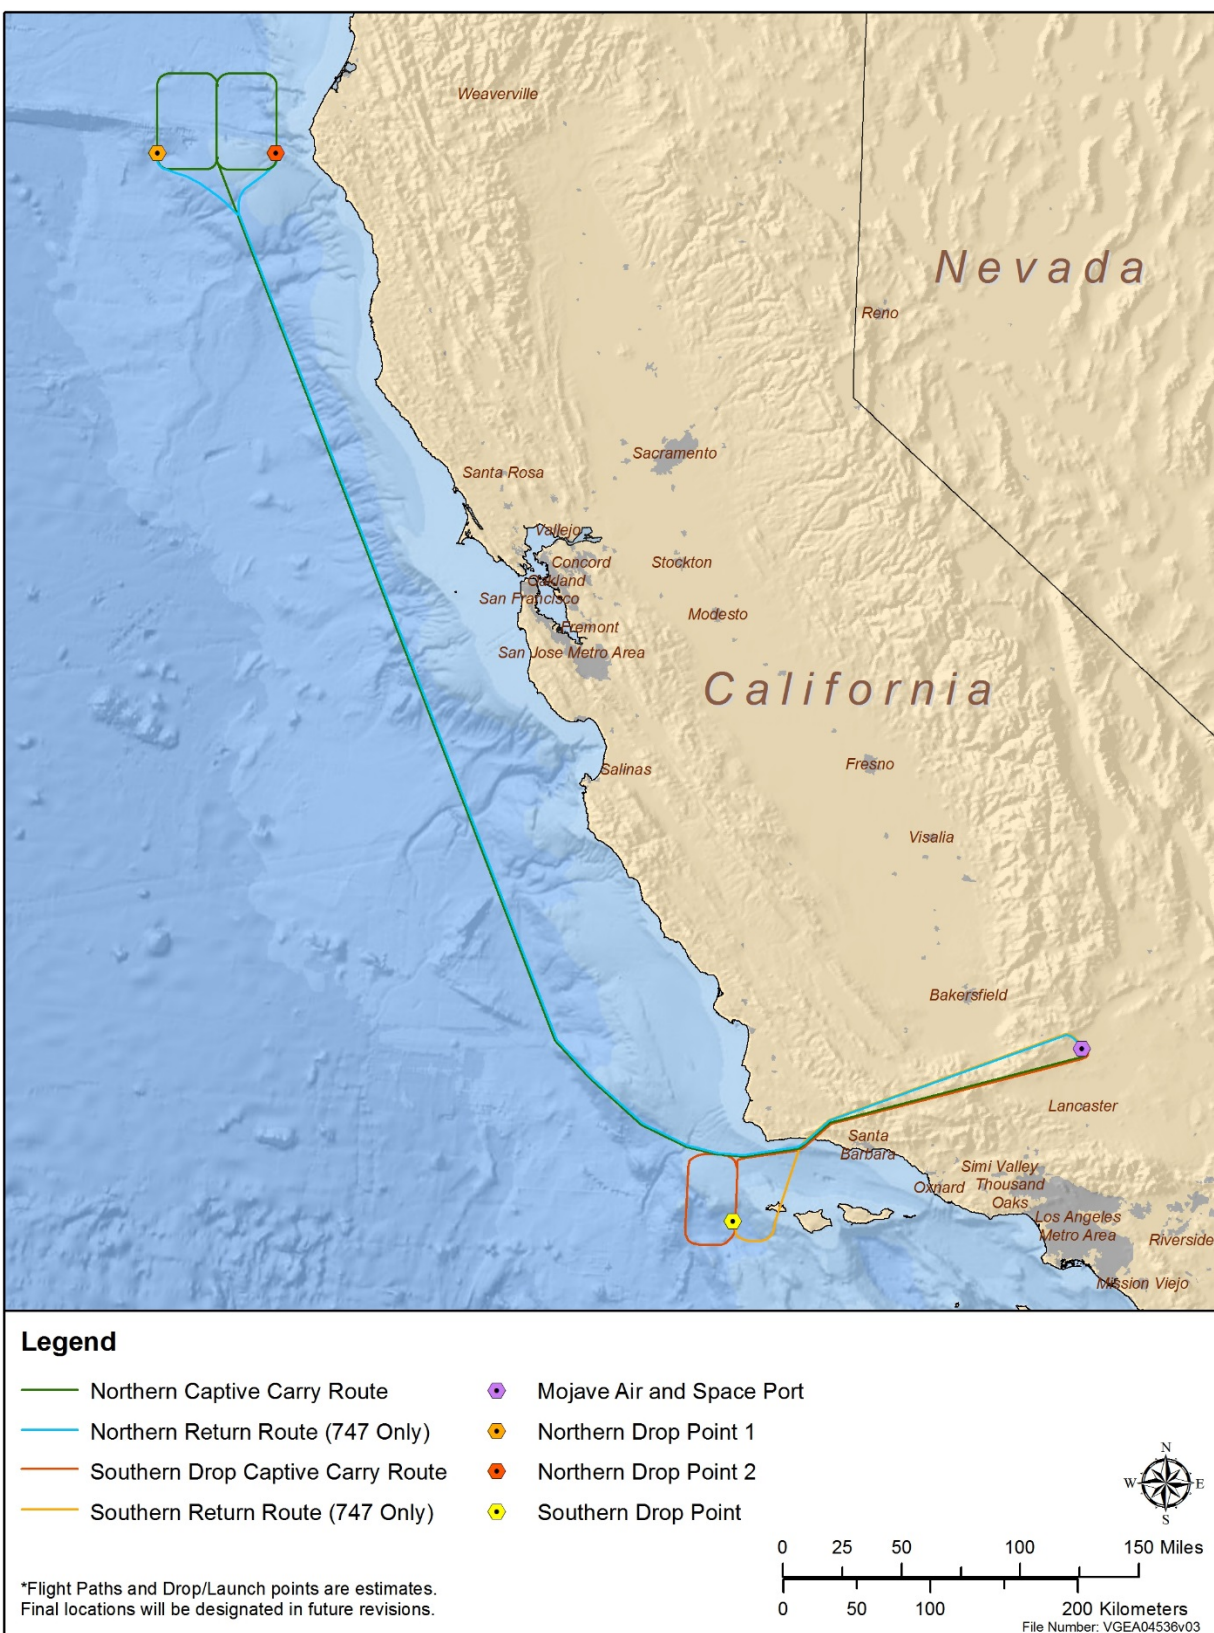 Weaverville
Nevada
Reno
Sacramento
Santa Rosa
Vallejo
Concord
Stockton
Oakland
San Francisco
Modesto
Fremont
San Jose Metro Area
California
Fresno
Salinas
Visalia
Bakersfield
Lancaster
Santa
Barbara
Simi Valley
Thousand
Oaks
Oxnard
Los Angeles
Metro Area
Riverside
Mission Viejo
Legend
Northern Captive Carry Route
Northern Return Route (747 Only)
Southern Drop Captive Carry Route
Southern Return Route (747 Only)
Mojave Air and Space Port
Northern Drop Point 1
Northern Drop Point 2
Southern Drop Point
N
W E
S
0 25 50 100 150 Miles
0 50 100 200 Kilometers
*Flight Paths and Drop/Launch points are estimates.
Final locations will be designated in future revisions.
File Number: VGEA04536v03